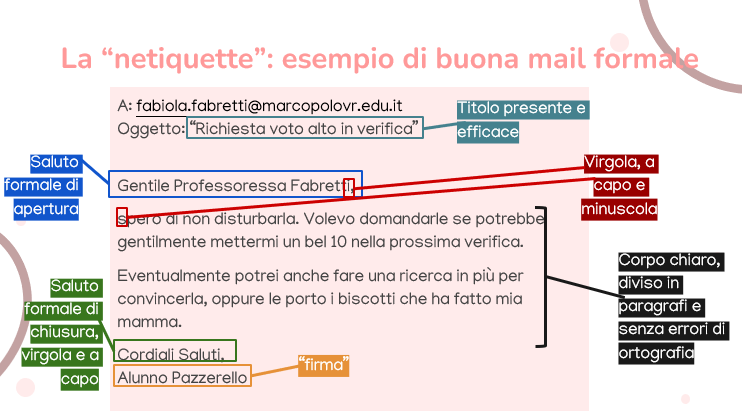 La “netiquette”: esempio di buona mail formale
A: fabiola.fabretti@marcopolovr.edu.it
Oggetto: “Richiesta voto alto in verifica”
Titolo presente e
efficace
Saluto
formale di
apertura
Gentile Professoressa Fabretti,
Virgola, a
capo e
minuscola
spero di non disturbarla. Volevo domandarle se potrebbe
gentilmente mettermi un bel 10 nella prossima verifica.
Eventualmente potrei anche fare una ricerca in più per
convincerla, oppure le porto i biscotti che ha fatto mia
mamma.
Corpo chiaro,
diviso in
paragrafi e
senza errori di
ortografia
Saluto
formale di
chiusura,
virgola e a
capo
Cordiali Saluti,
Alunno Pazzerello
“firma”